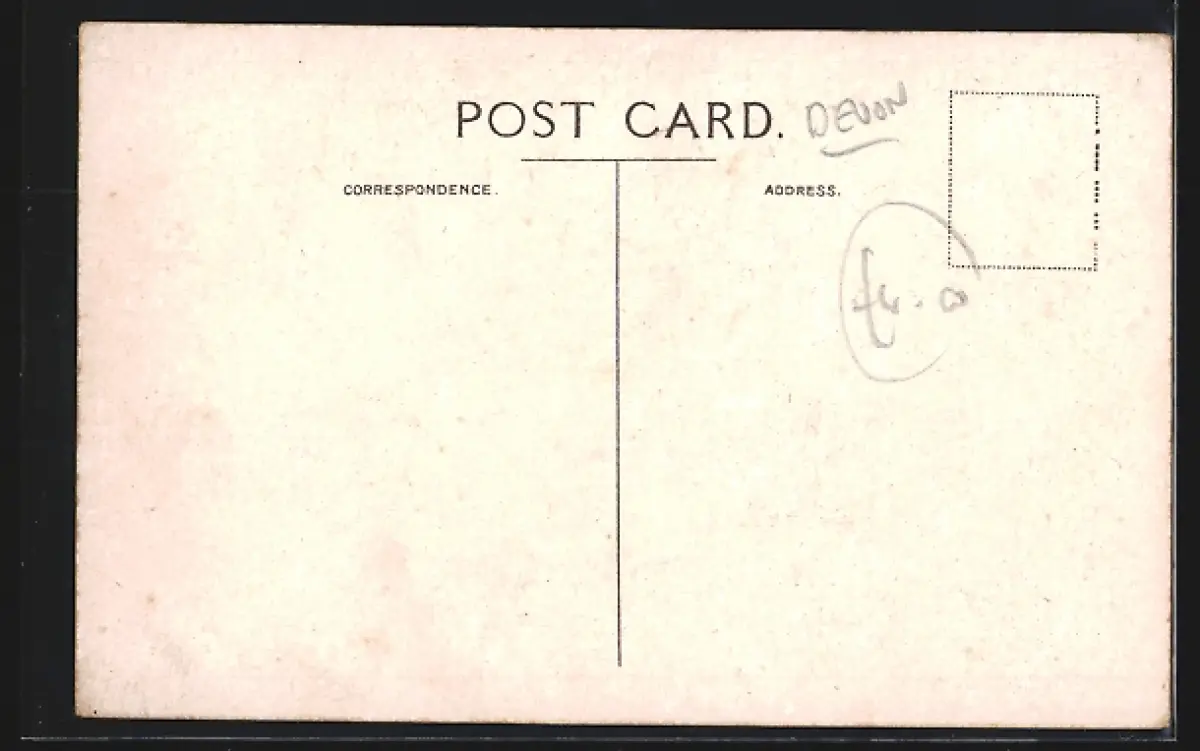 POST CARD. DEVON
CORRESPONDENCE. ADDRESS.
£4.00